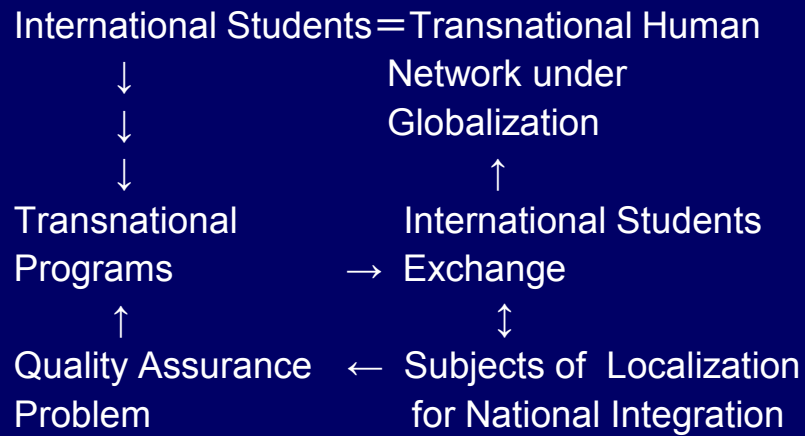 International Students＝Transnational Human
↓ Network under
↓ Globalization
↓ ↑
Transnational International Students
Programs → Exchange
↑ ↕
Quality Assurance ← Subjects of Localization
Problem for National Integration